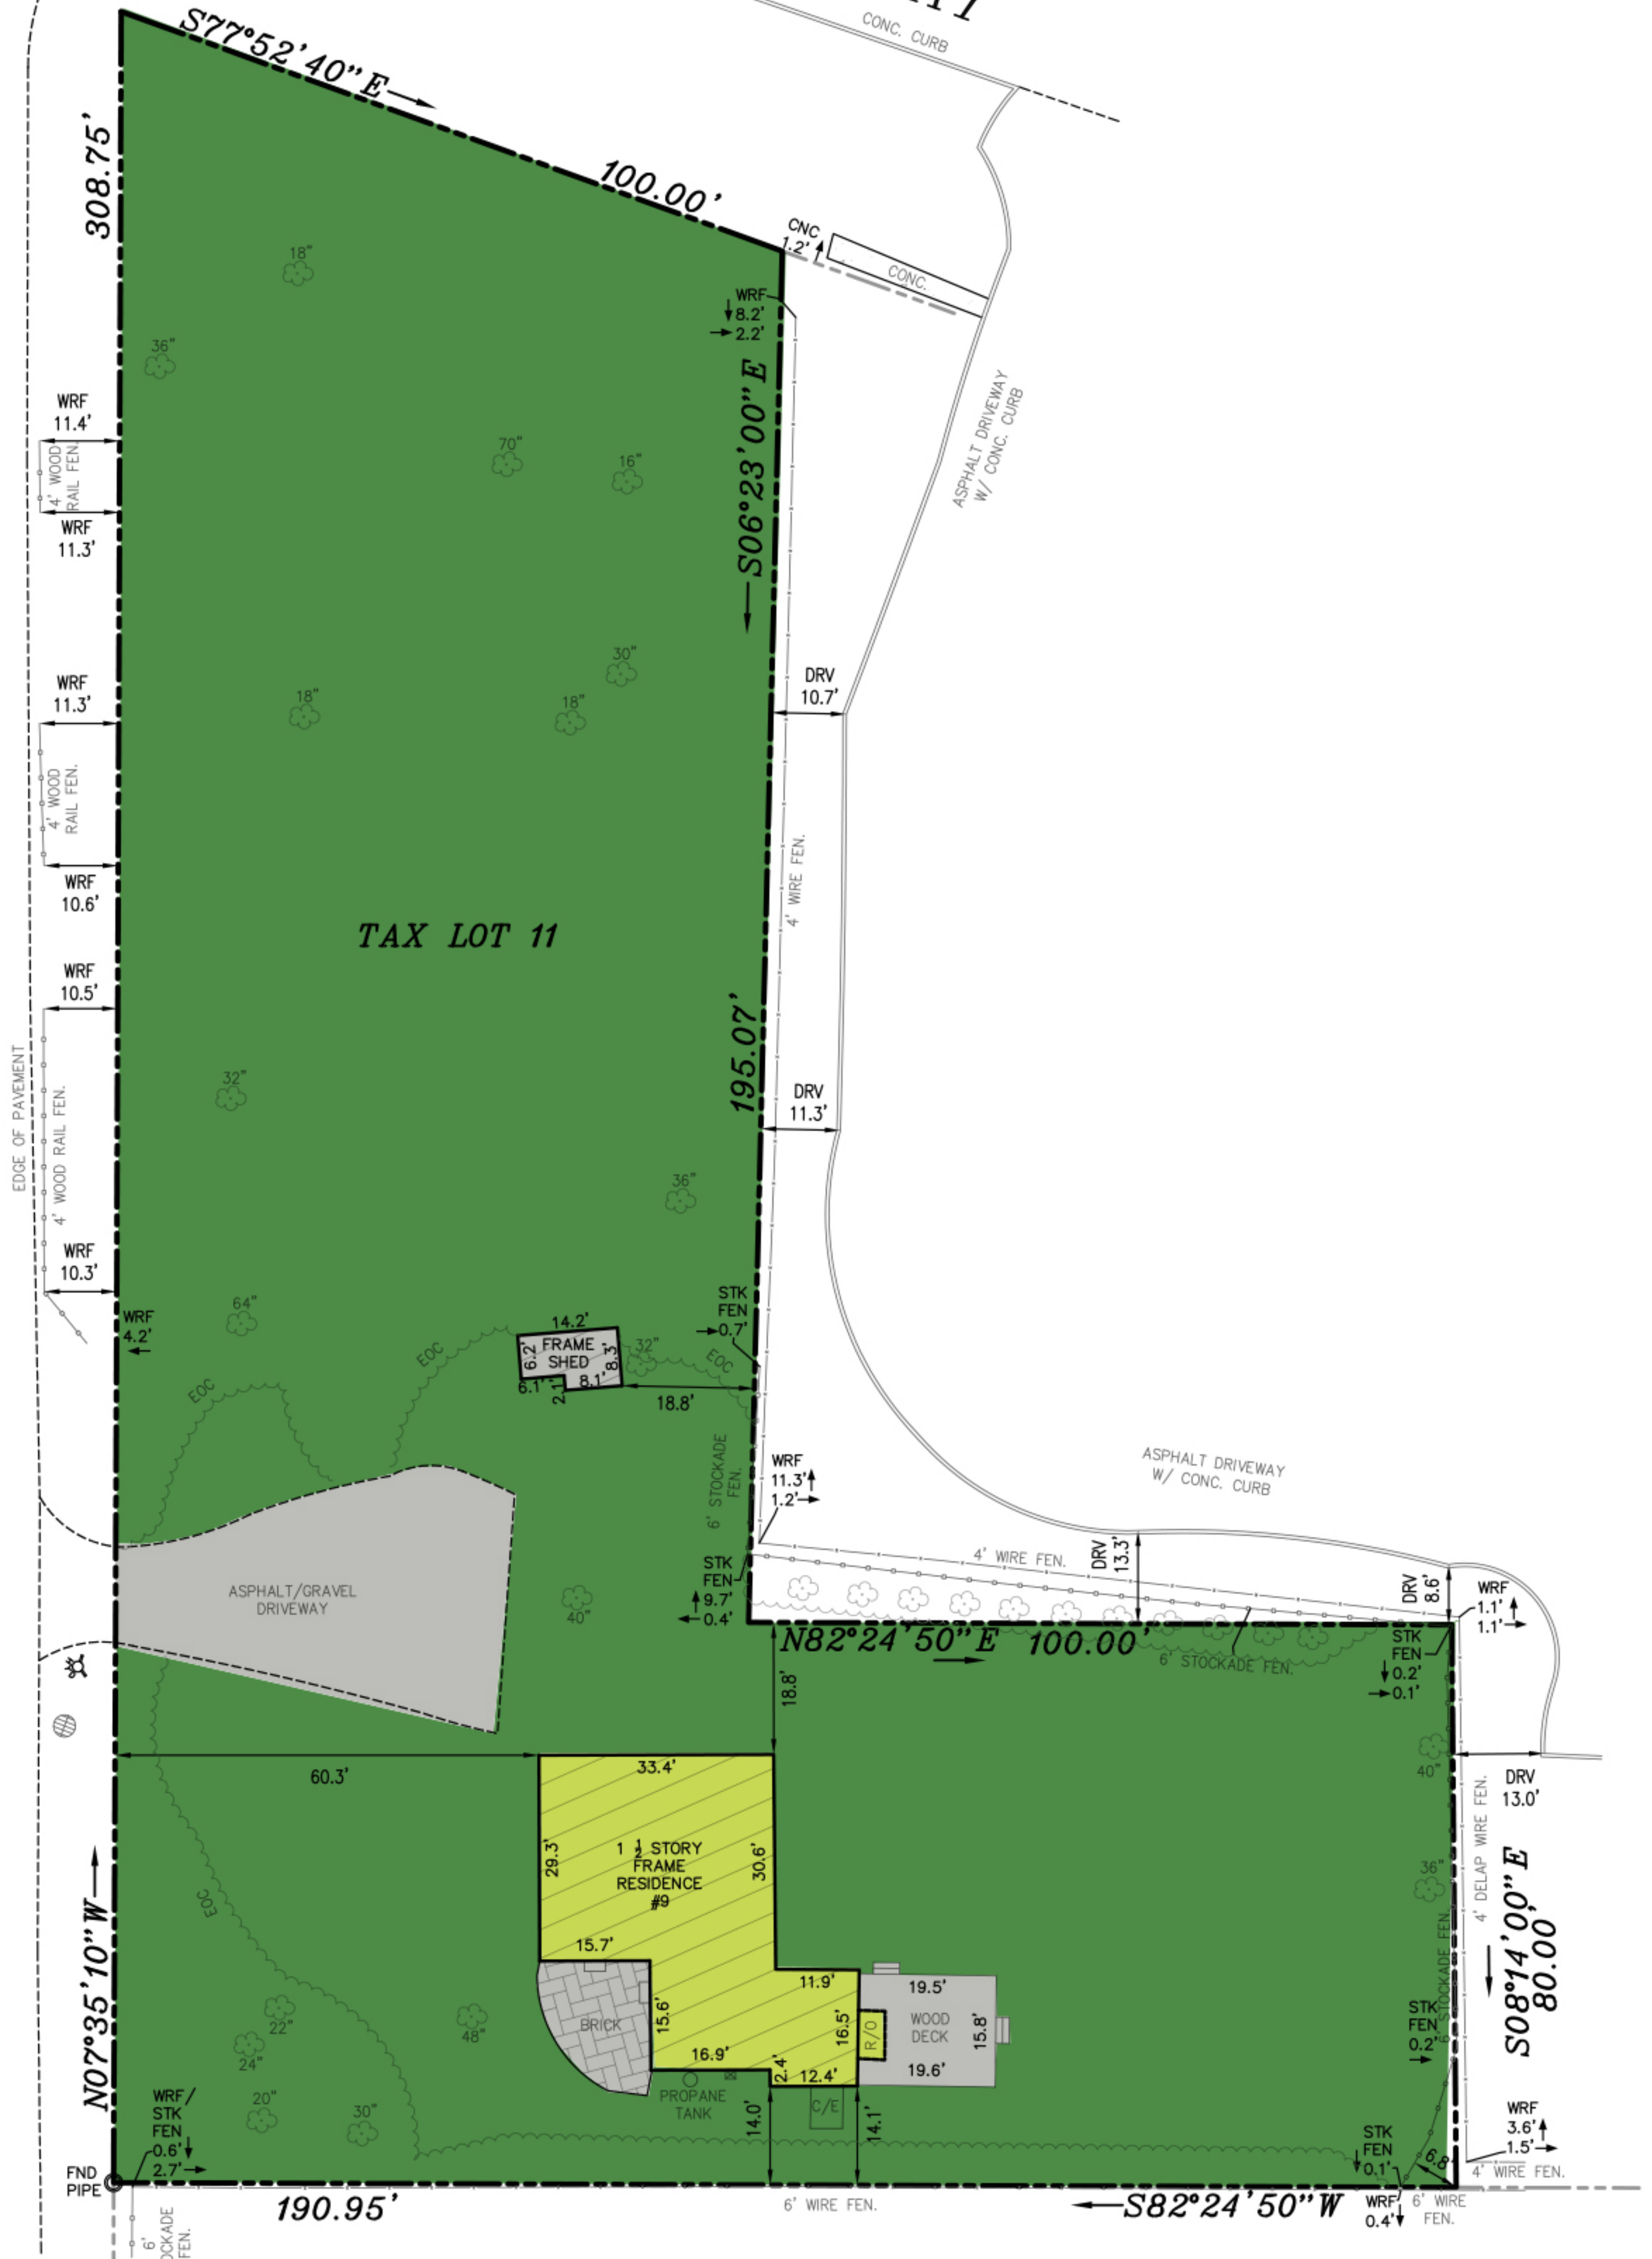 CONC. CURB
S77°52'40"E
308.75'
100.00'
CNC
1.2'
CONC.
18"
WRF
8.2'
2.2'
36"
S06°23'00"E
ASPHALT DRIVEWAY
W/ CONC. CURB
WRF
11.4'
4' WOOD
RAIL FEN.
WRF
11.3'
70"
16"
30"
18"
18"
WRF
11.3'
DRV
10.7'
4' WOOD
RAIL FEN.
4' WIRE FEN.
WRF
10.6'
TAX LOT 11
WRF
10.5'
195.07'
EDGE OF PAVEMENT
4' WOOD RAIL FEN.
32"
DRV
11.3'
36"
WRF
10.3'
64"
WRF
4.2'
STK
FEN
0.7'
14.2'
FRAME
SHED
6.2'
8.3'
6.1'
2.1'
8.1'
32"
EOC
EOC
EOC
18.8'
6' STOCKADE
FEN.
WRF
11.3'
1.2'
ASPHALT DRIVEWAY
W/ CONC. CURB
4' WIRE FEN.
DRV
13.3'
DRV
8.6'
WRF
1.1'
1.1'
STK
FEN
9.7'
0.4'
ASPHALT/GRAVEL
DRIVEWAY
40"
N82°24'50"E 100.00'
6' STOCKADE FEN.
STK
FEN
0.2'
0.1'
18.8'
60.3'
33.4'
40"
DRV
13.0'
29.3'
1 1/2 STORY
FRAME
RESIDENCE
#9
30.6'
36"
4' DELAP WIRE FEN.
S08°14'00"E
80.00'
N07°35'10"W
EOC
15.7'
11.9'
19.5'
22"
24"
48"
BRICK
15.6'
16.5'
R/O
WOOD
DECK
15.8'
6' STOCKADE FEN.
STK
FEN
0.2'
16.9'
2.4'
12.4'
19.6'
20"
30"
PROPANE
TANK
C/E
14.0'
14.1'
WRF/
STK
FEN
0.6'
2.7'
STK
FEN
0.1'
6.8'
WRF
3.6'
1.5'
4' WIRE FEN.
FND
PIPE
190.95'
6' WIRE FEN.
S82°24'50"W
WRF
0.4'
6' WIRE
FEN.
6'
FEN.